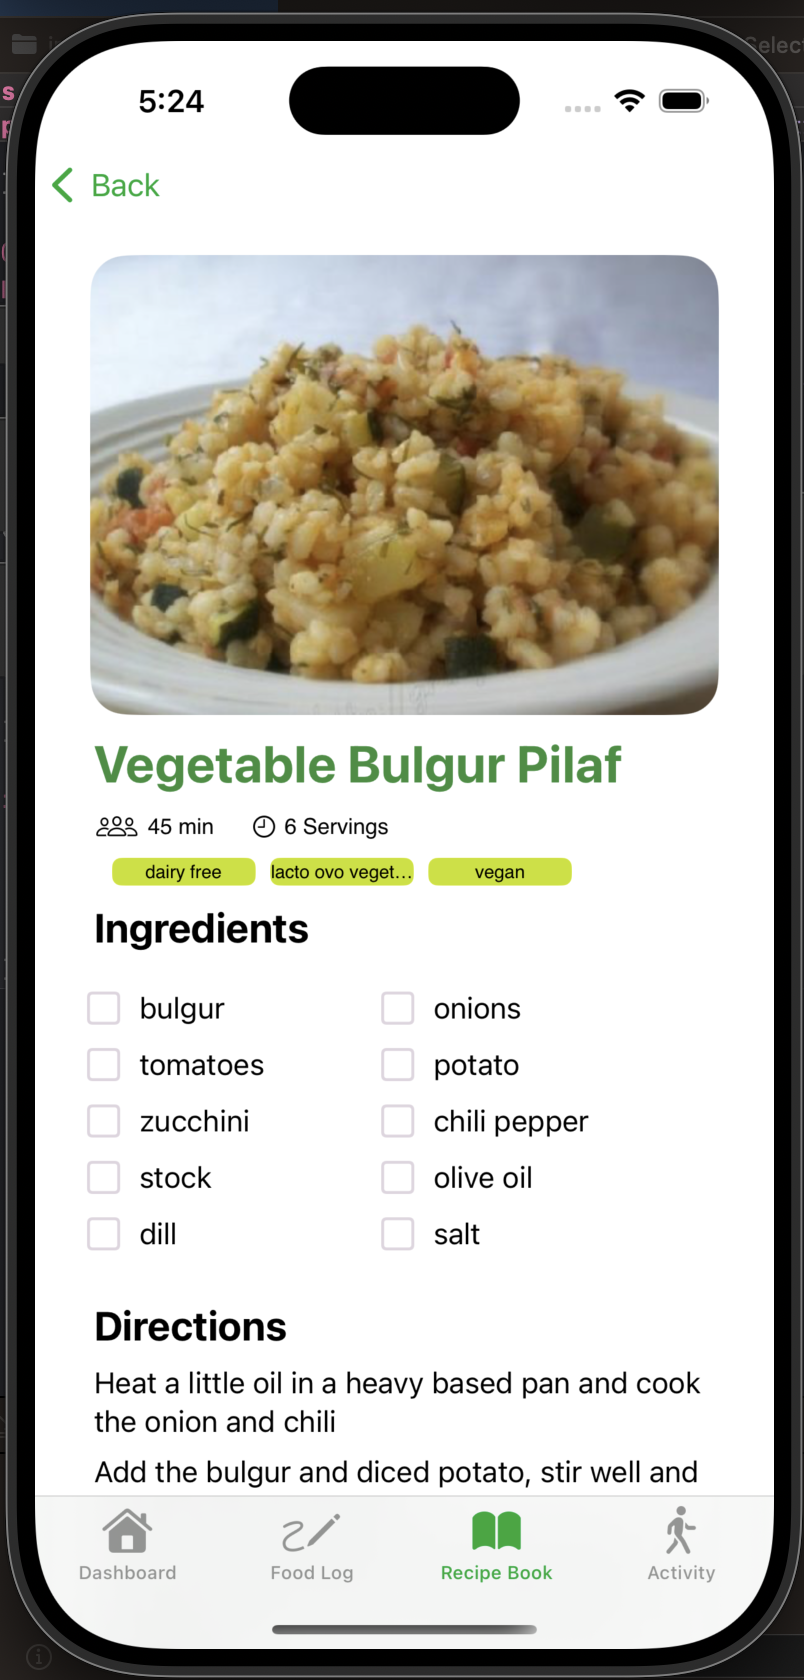 5:24
Back
Vegetable Bulgur Pilaf
45 min 6 Servings
dairy free lacto ovo veget... vegan
Ingredients
bulgur onions
tomatoes potato
zucchini chili pepper
stock olive oil
dill salt
Directions
Heat a little oil in a heavy based pan and cook
the onion and chili
Add the bulgur and diced potato, stir well and
Dashboard Food Log Recipe Book Activity